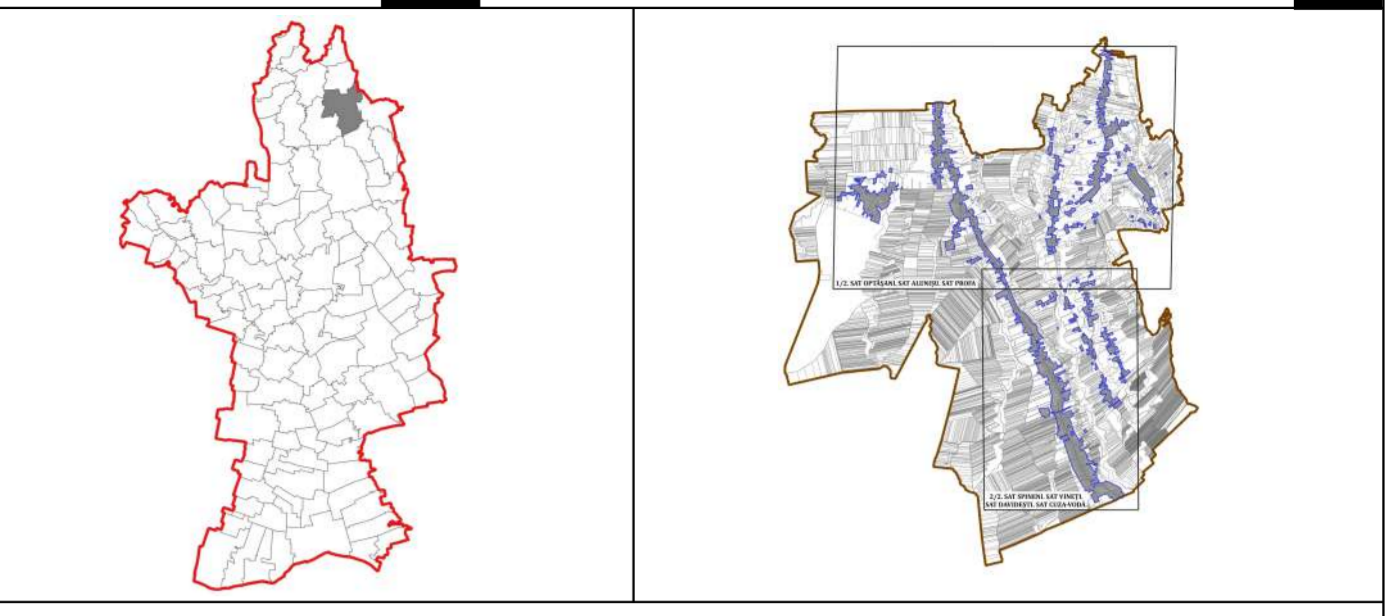 1/2. SAT OPTĂȘANI, SAT ALUNIȘU, SAT PROFA
2/2. SAT SPINENI, SAT VINEȚI,
SAT DAVIDEȘTI, SAT CUZA-VODĂ